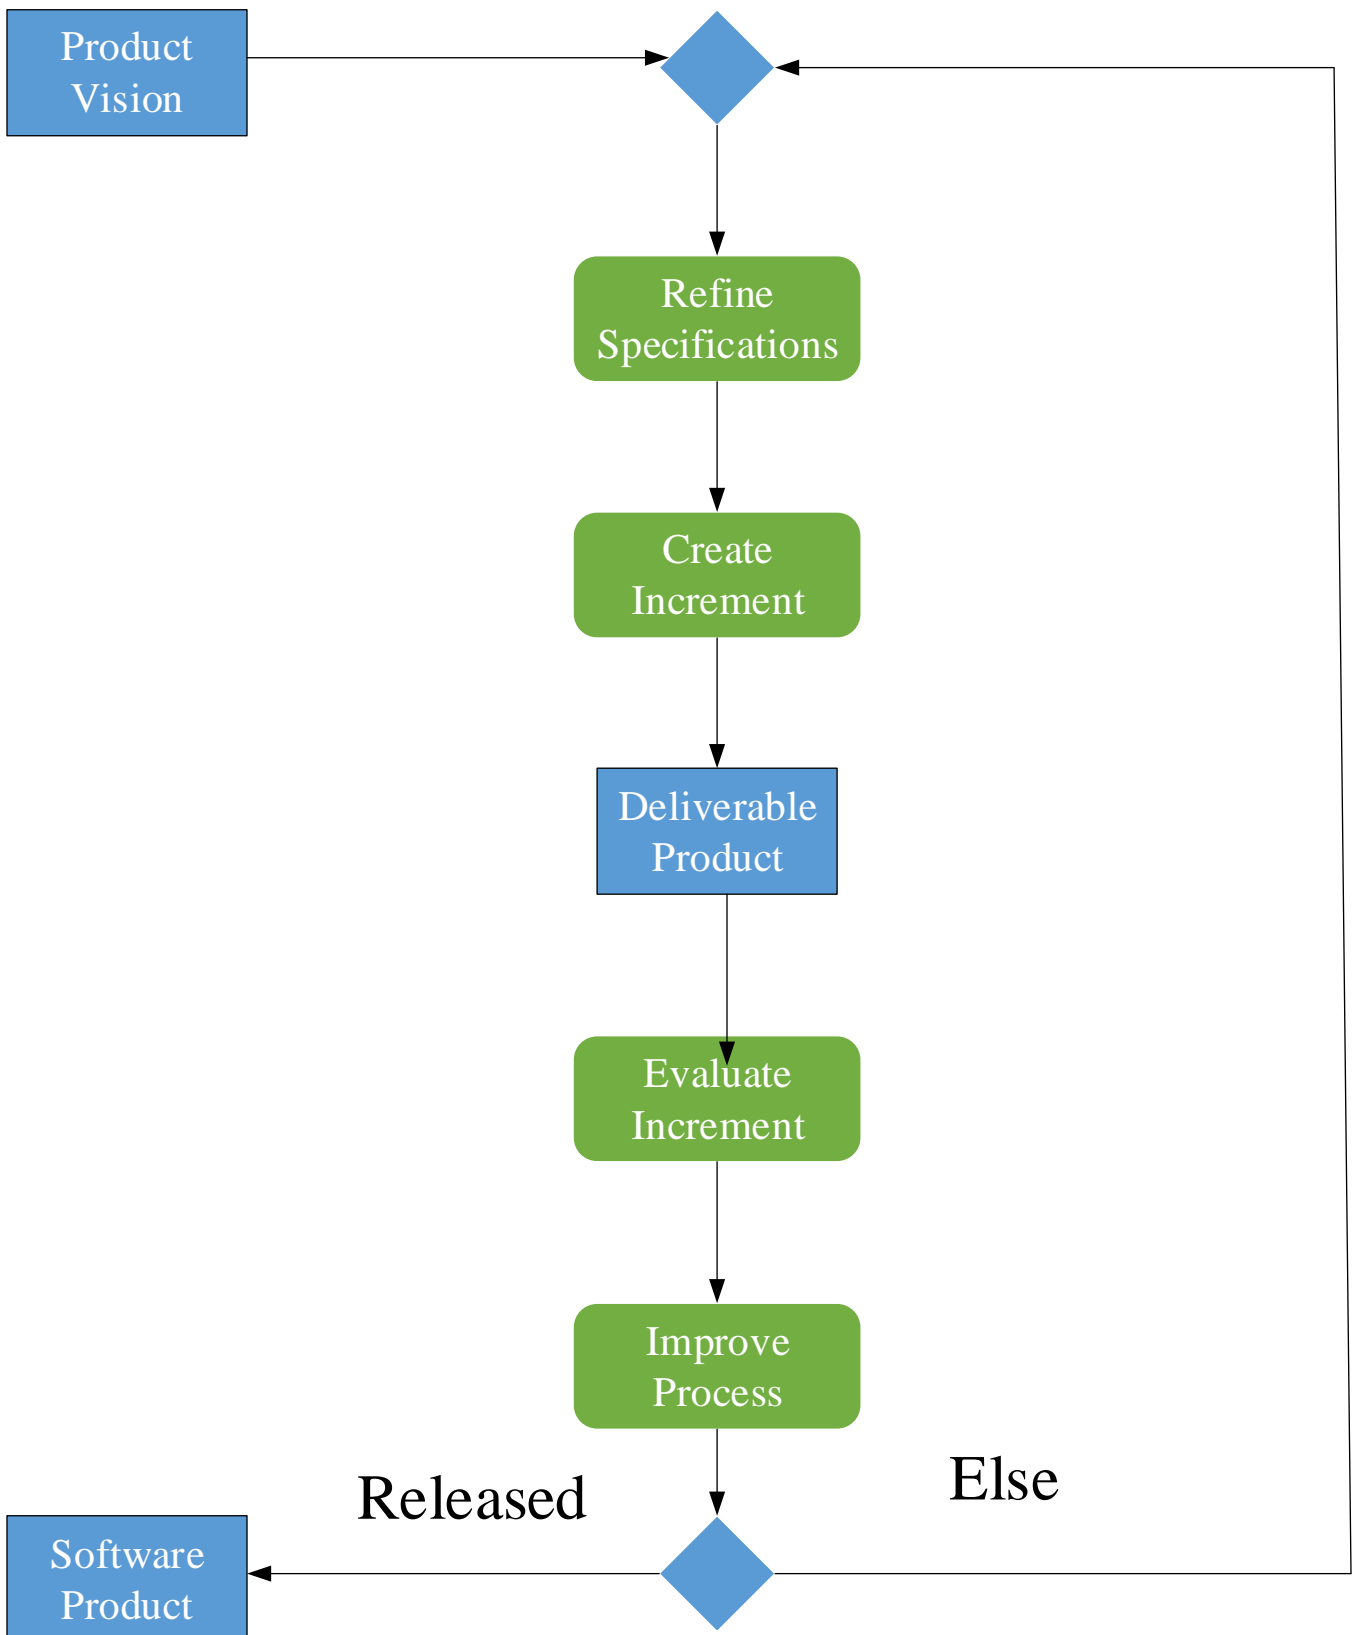 Product
Vision
Refine
Specifications
Create
Increment
Deliverable
Product
Evaluate
Increment
Improve
Process
Released
Else
Software
Product